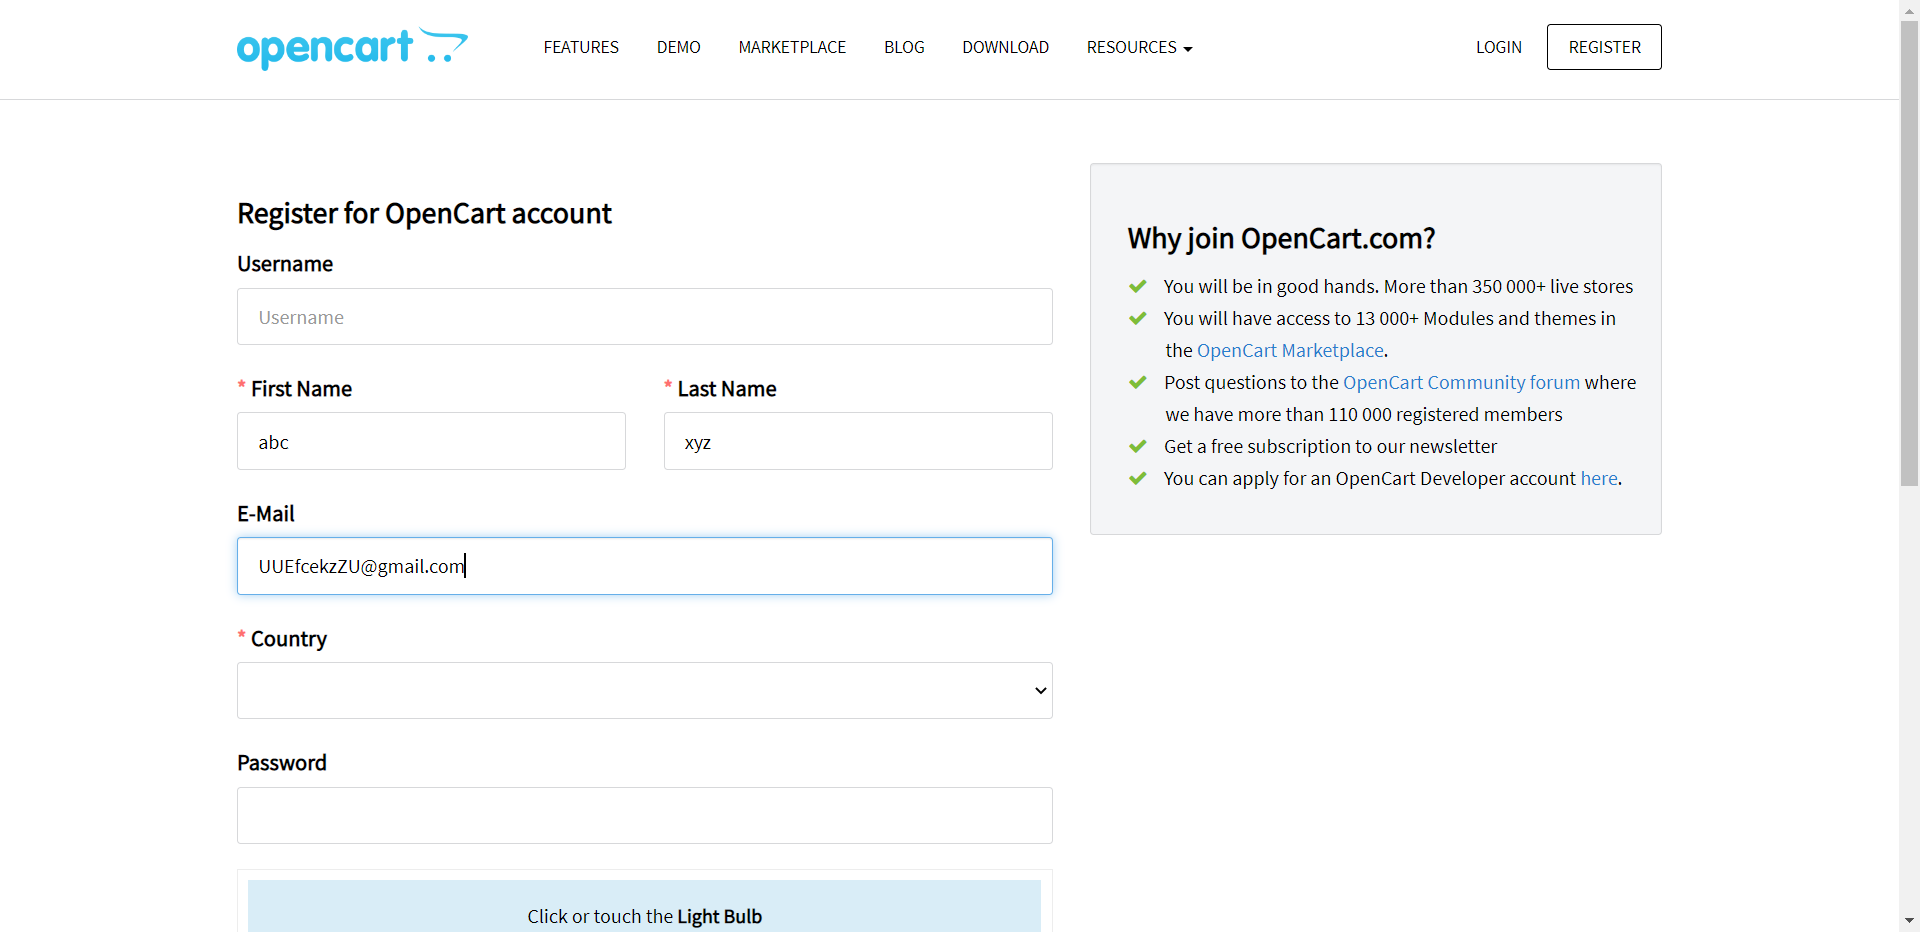 opencart
FEATURES DEMO MARKETPLACE BLOG DOWNLOAD RESOURCES LOGIN REGISTER
Register for OpenCart account
Username
Username
* First Name
* Last Name
abc
xyz
E-Mail
UUEfcekzZU@gmail.com
* Country
Password
Click or touch the Light Bulb
Why join OpenCart.com?
You will be in good hands. More than 350 000+ live stores
You will have access to 13 000+ Modules and themes in
the OpenCart Marketplace.
Post questions to the OpenCart Community forum where
we have more than 110 000 registered members
Get a free subscription to our newsletter
You can apply for an OpenCart Developer account here.